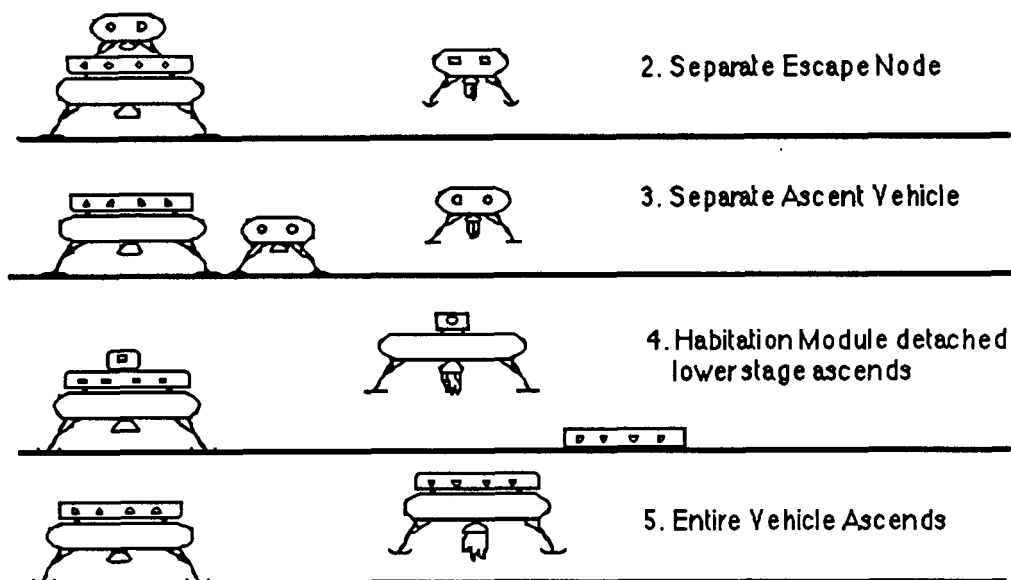 2. Separate Escape Node
3. Separate Ascent Vehicle
4. Habitation Module detached
lower stage ascends
5. Entire Vehicle Ascends